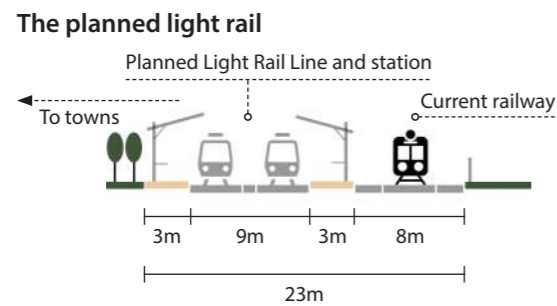 The planned light rail
Planned Light Rail Line and station
Current railway
To towns
3m 9m 3m 8m
23m